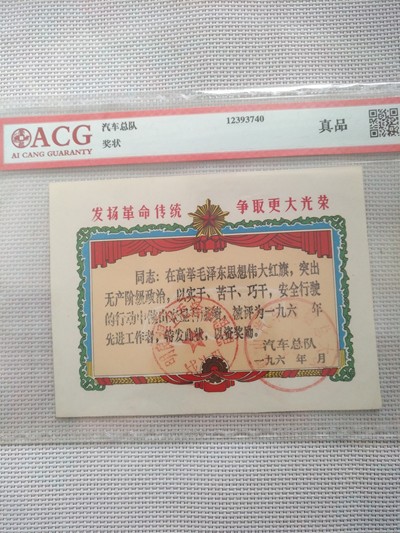 ACG
AI CANG GUARANTY
汽车总队
奖状
12393740
真品
发扬革命传统 争取更大光荣
同志:在高举毛泽东思想伟大红旗,突出
无产阶级政治,以实干、苦干、巧干,安全行驶
的行动中做出显著成绩,被评为一九六 年
先进工作者,特发此状,以资奖励。
汽车总队
一九六 年 月